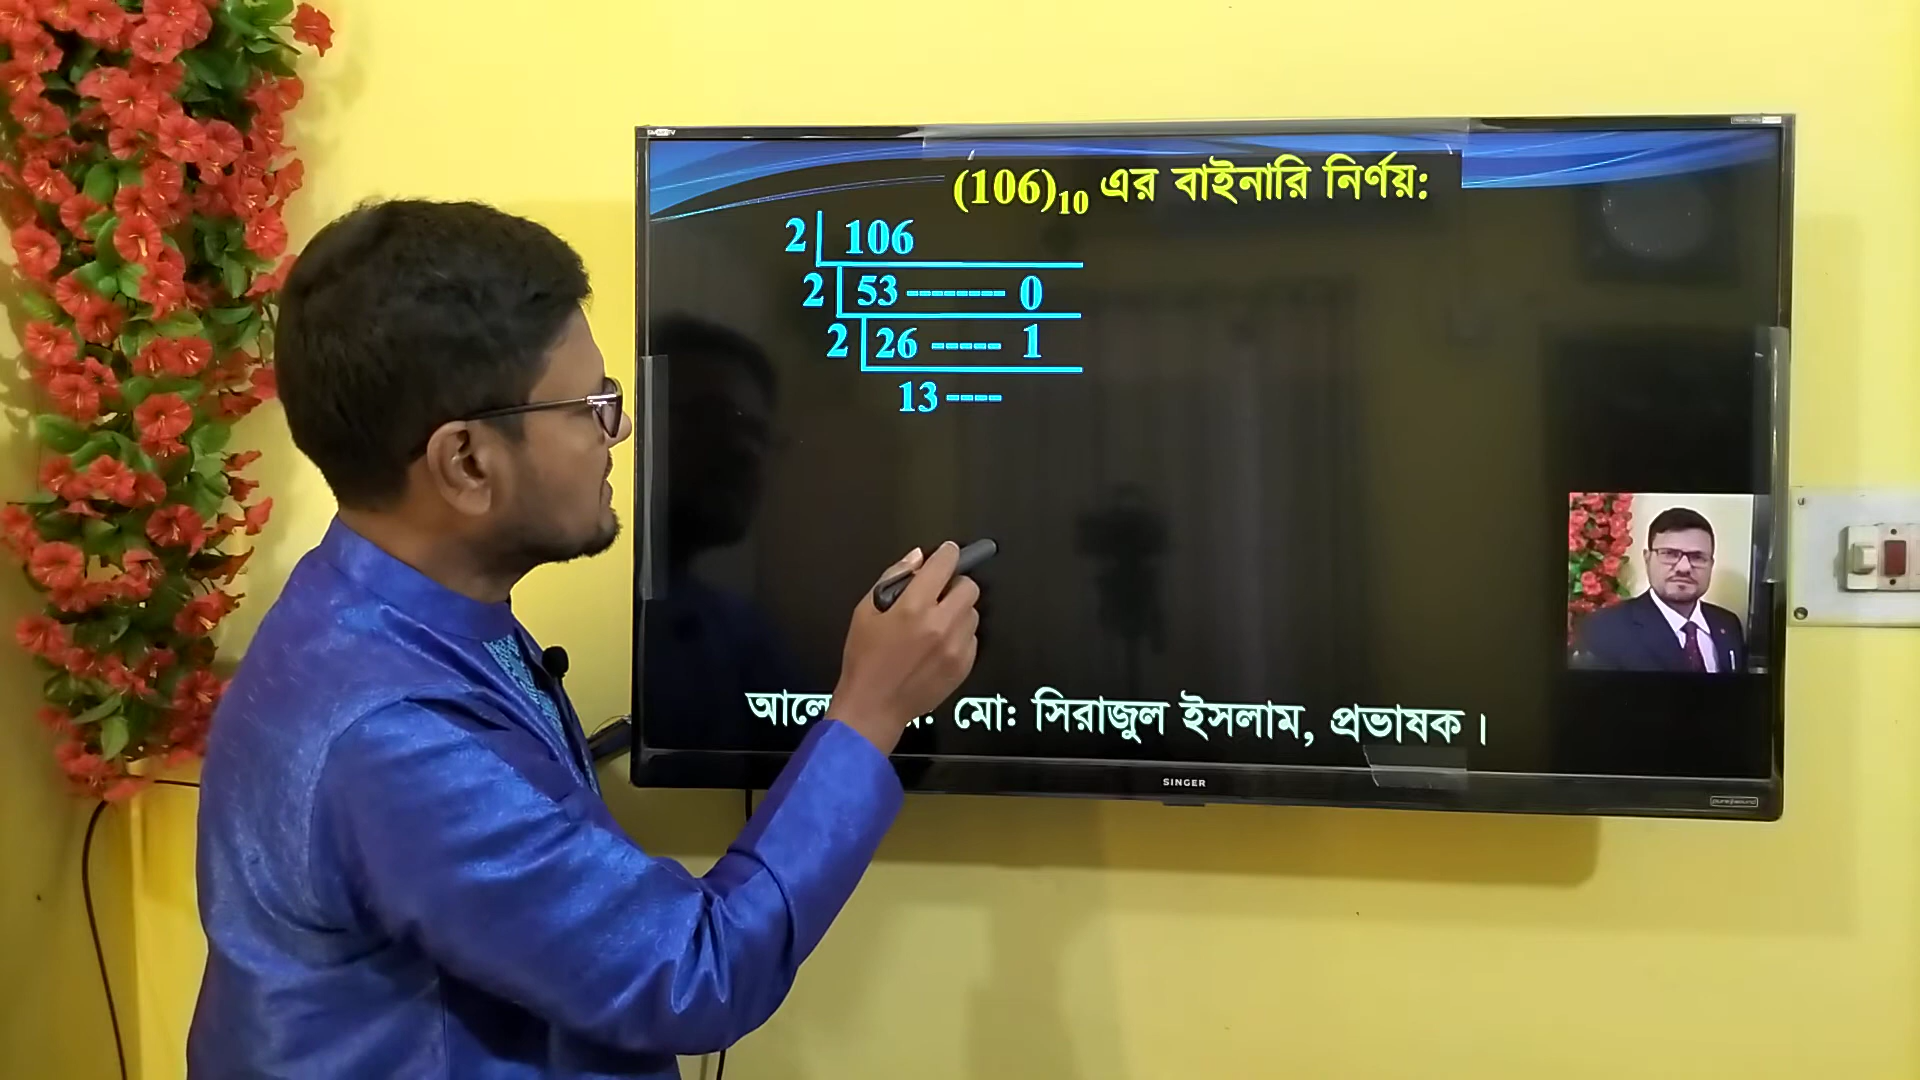 (106)10 এর বাইনারি নির্ণয়:
2 106
2 53 -------- 0
2 26 ----- 1
13 ----
মো: সিরাজুল ইসলাম, প্রভাষক।
SINGER